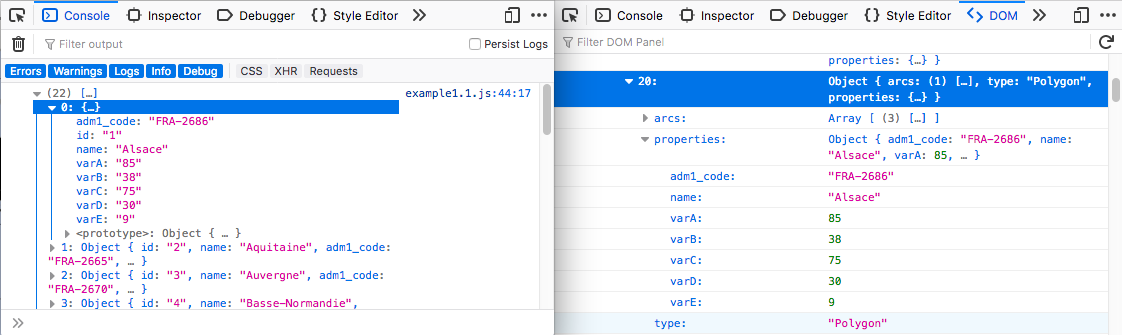 Console Inspector Debugger Style Editor
Filter output Persist Logs
Errors Warnings Logs Info Debug CSS XHR Requests
(22) […] example1.1.js:44:17
0: {…}
adm1_code: "FRA-2686"
id: "1"
name: "Alsace"
varA: "85"
varB: "38"
varC: "75"
varD: "30"
varE: "9"
<prototype>: Object { … }
1: Object { id: "2", name: "Aquitaine", adm1_code:
"FRA-2665", … }
2: Object { id: "3", name: "Auvergne", adm1_code:
"FRA-2670", … }
3: Object { id: "4", name: "Basse-Normandie",
Console Inspector Debugger Style Editor DOM
Filter DOM Panel
properties: {…} }
20: Object { arcs: (1) […], type: "Polygon",
properties: {…} }
arcs: Array [ (3) […] ]
properties: Object { adm1_code: "FRA-2686", name:
"Alsace", varA: 85, … }
adm1_code: "FRA-2686"
name: "Alsace"
varA: 85
varB: 38
varC: 75
varD: 30
varE: 9
type: "Polygon"